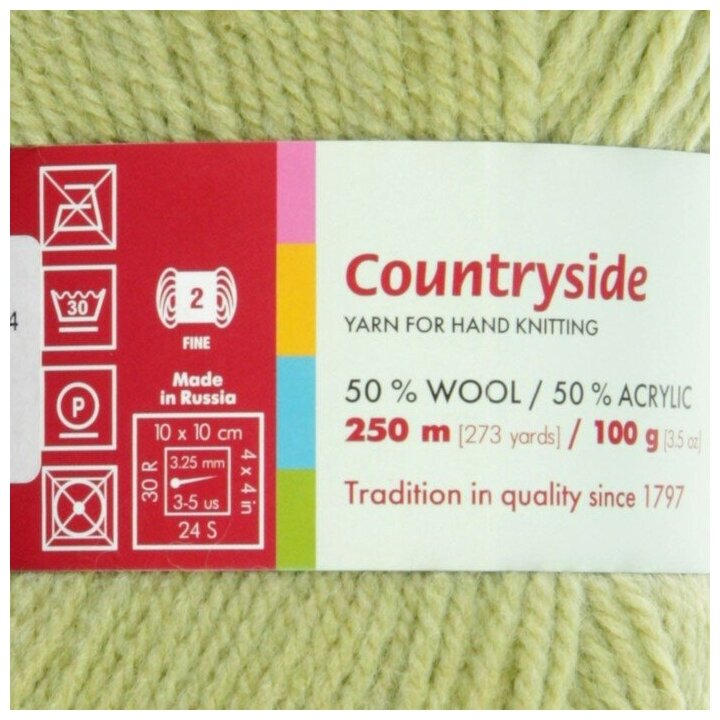 4
30
P
2
FINE
Made
in Russia
10 x 10 cm
30 R
3.25 mm
3-5 us
4 x 4 in
24 S
Countryside
YARN FOR HAND KNITTING
50 % WOOL / 50 % ACRYLIC
250 m [273 yards] / 100 g [3.5 oz]
Tradition in quality since 1797